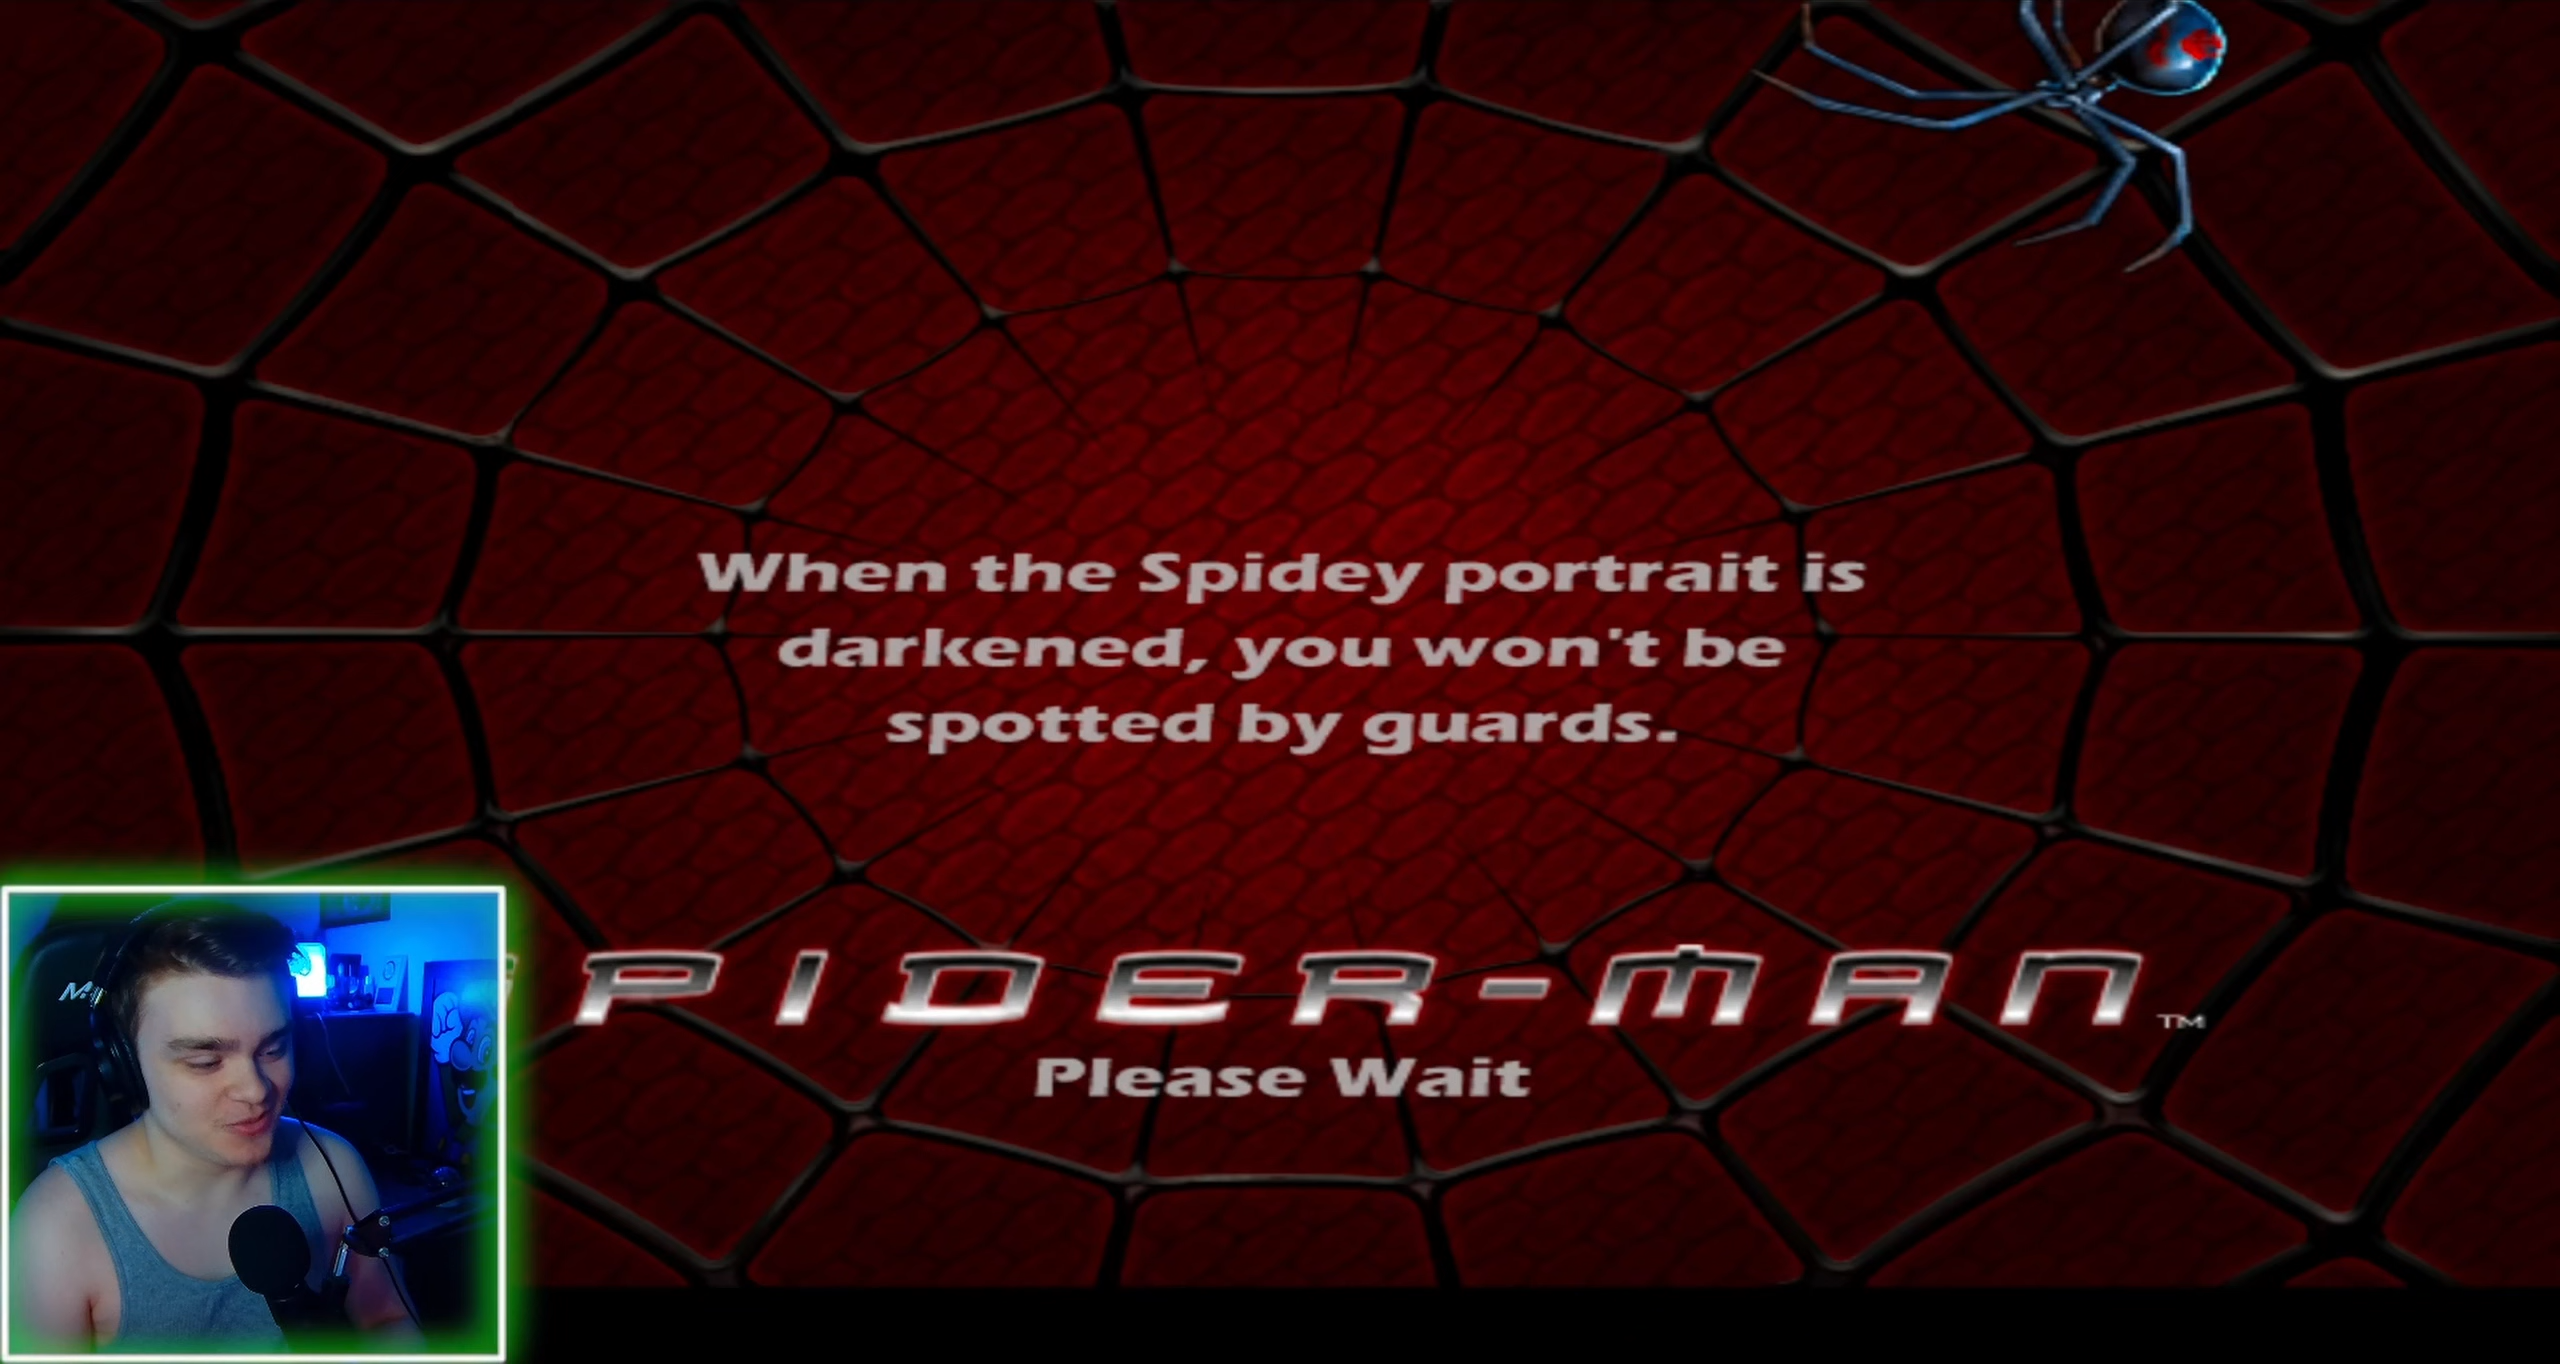 When the Spidey portrait is
darkened, you won't be
spotted by guards.
PIDER-MAN™
Please Wait